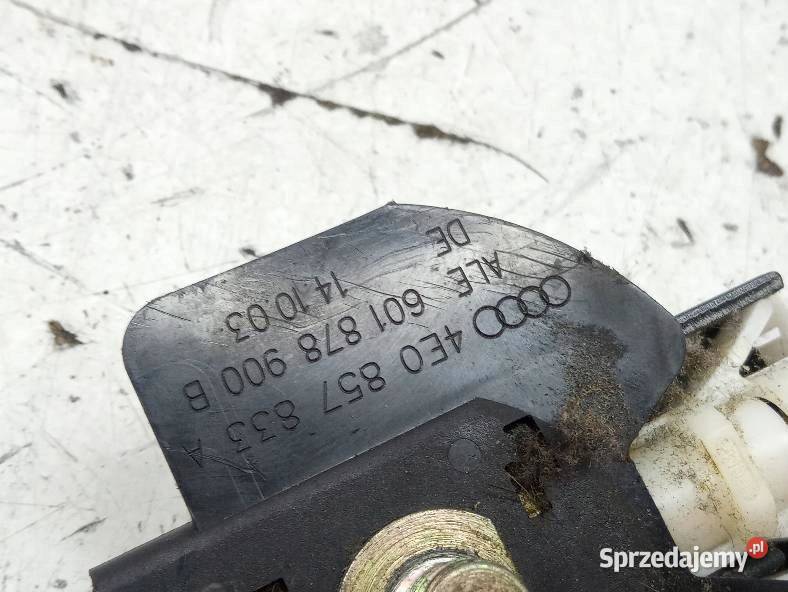 4E0 857 833 A
ALE 601 878 900 B
DE 14 10 03
Sprzedajemy.pl